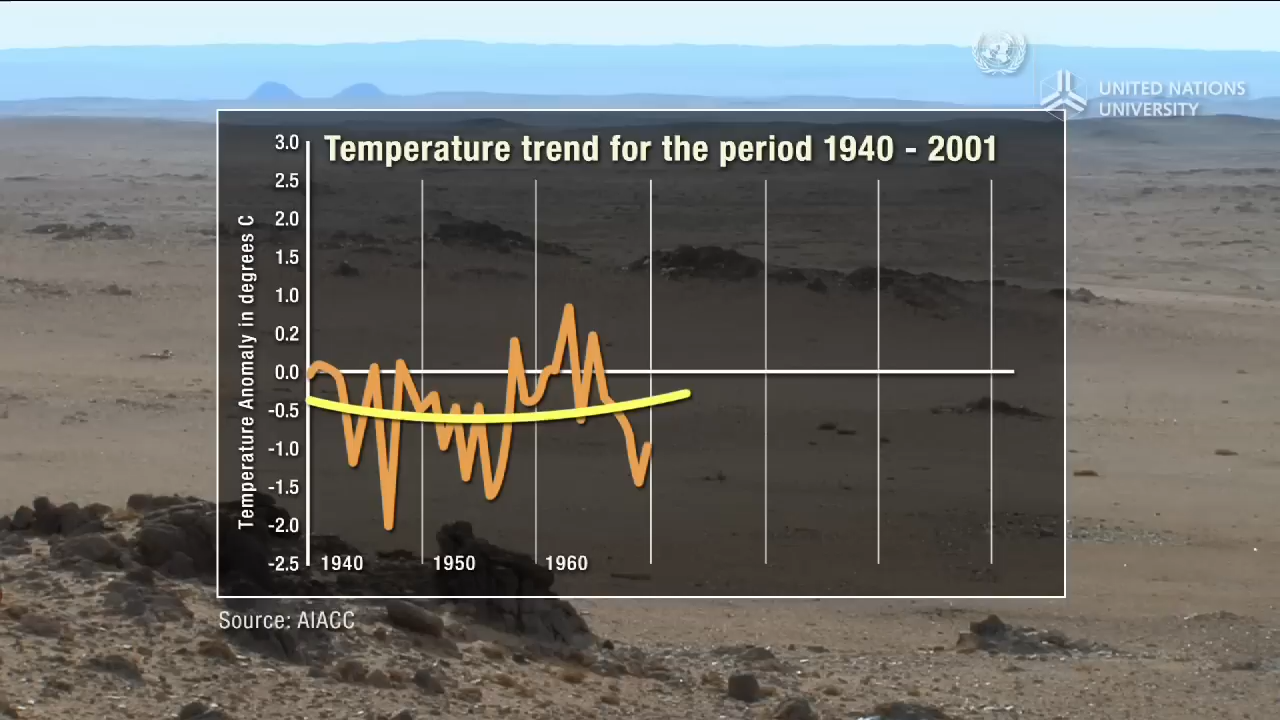 UNITED NATIONS
UNIVERSITY
Temperature trend for the period 1940 - 2001
Temperature Anomaly in degrees C
3.0
2.5
2.0
1.5
1.0
0.2
0.0
-0.5
-1.0
-1.5
-2.0
-2.5
1940 1950 1960
Source: AIACC